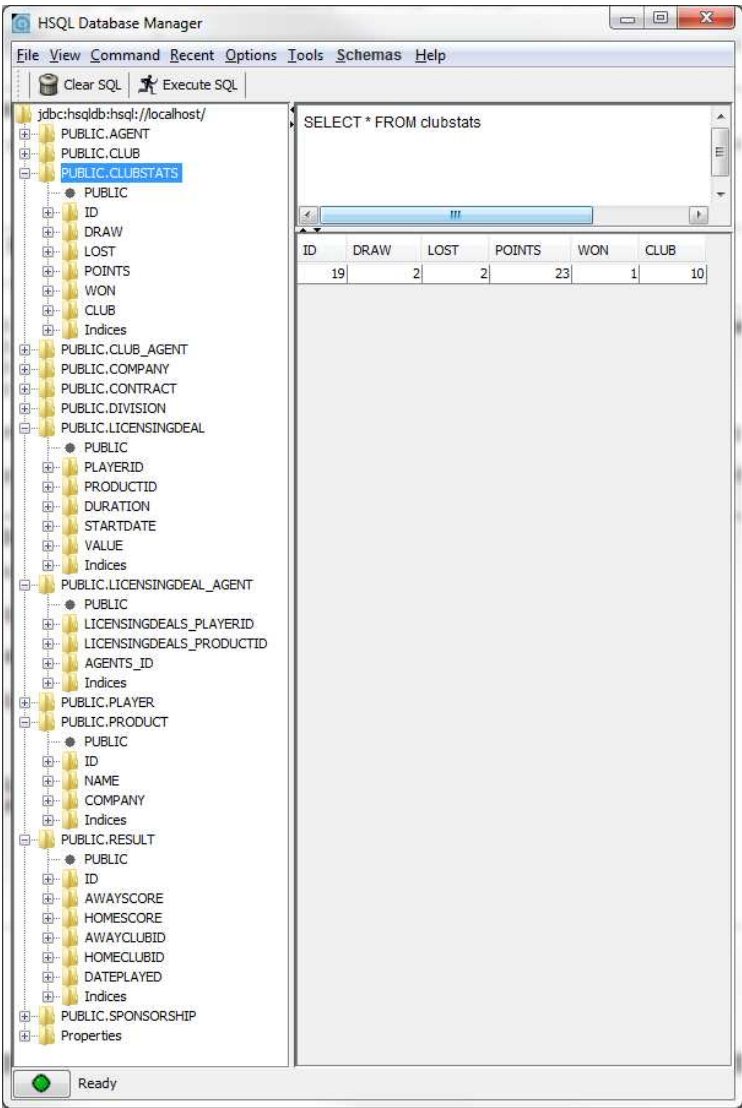 HSQL Database Manager
File View Command Recent Options Tools Schemas Help
Clear SQL Execute SQL
jdbc:hsqldb:hsql://localhost/
PUBLIC.AGENT
PUBLIC.CLUB
PUBLIC.CLUBSTATS
PUBLIC
ID
DRAW
LOST
POINTS
WON
CLUB
Indices
PUBLIC.CLUB_AGENT
PUBLIC.COMPANY
PUBLIC.CONTRACT
PUBLIC.DIVISION
PUBLIC.LICENSINGDEAL
PUBLIC
PLAYERID
PRODUCTID
DURATION
STARTDATE
VALUE
Indices
PUBLIC.LICENSINGDEAL_AGENT
PUBLIC
LICENSINGDEALS_PLAYERID
LICENSINGDEALS_PRODUCTID
AGENTS_ID
Indices
PUBLIC.PLAYER
PUBLIC.PRODUCT
PUBLIC
ID
NAME
COMPANY
Indices
PUBLIC.RESULT
PUBLIC
ID
AWAYSCORE
HOMESCORE
AWAYCLUBID
HOMECLUBID
DATEPLAYED
Indices
PUBLIC.SPONSORSHIP
Properties
SELECT * FROM clubstats
ID DRAW LOST POINTS WON CLUB
19 2 2 23 1 10
Ready